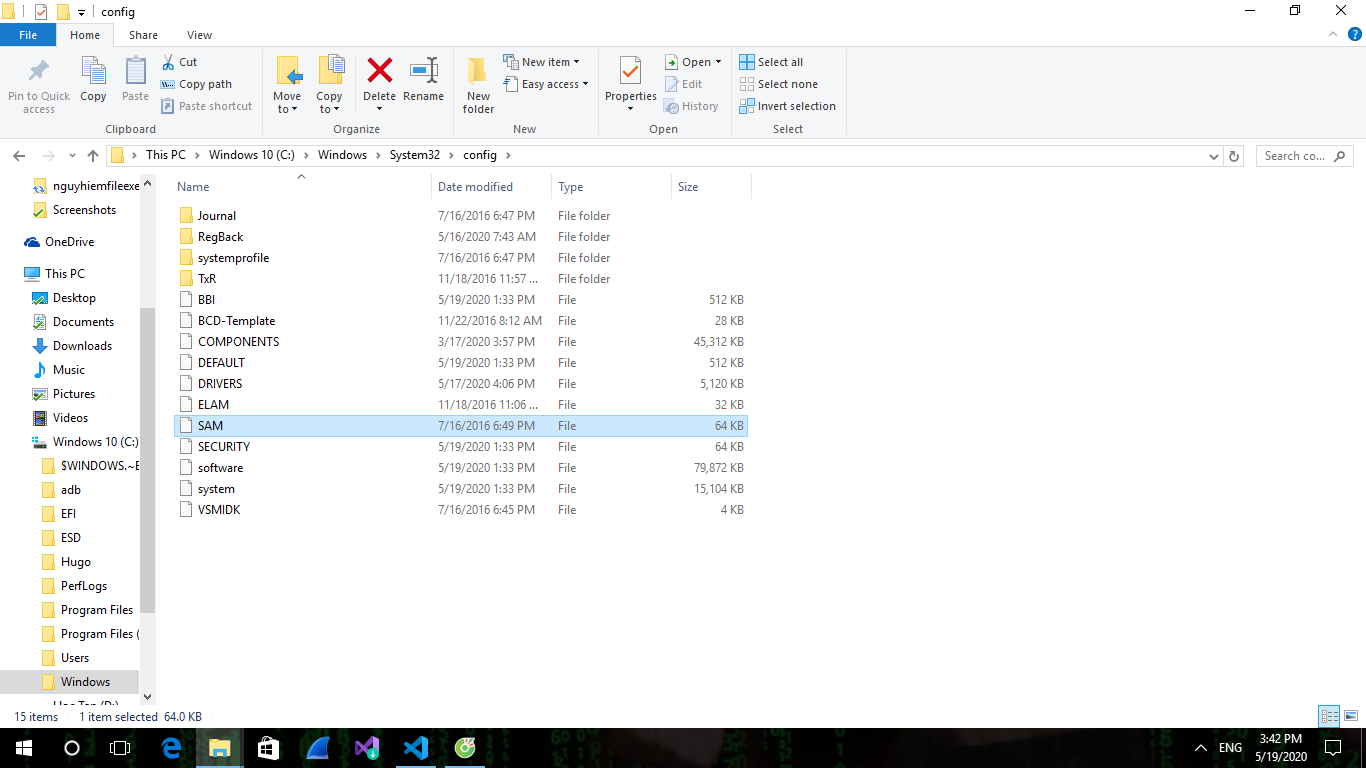 config
File Home Share View
Pin to Quick access
Copy
Paste
Cut
Copy path
Paste shortcut
Clipboard
Move to
Copy to
Delete
Rename
Organize
New folder
New item
Easy access
New
Properties
Open
Edit
History
Open
Select all
Select none
Invert selection
Select
This PC Windows 10 (C:) Windows System32 config
Search co...
nguyhiemfileexe
Screenshots
OneDrive
This PC
Desktop
Documents
Downloads
Music
Pictures
Videos
Windows 10 (C:)
$WINDOWS.~E
adb
EFI
ESD
Hugo
PerfLogs
Program Files
Program Files (
Users
Windows
Name Date modified Type Size
Journal 7/16/2016 6:47 PM File folder
RegBack 5/16/2020 7:43 AM File folder
systemprofile 7/16/2016 6:47 PM File folder
TxR 11/18/2016 11:57 ... File folder
BBI 5/19/2020 1:33 PM File 512 KB
BCD-Template 11/22/2016 8:12 AM File 28 KB
COMPONENTS 3/17/2020 3:57 PM File 45,312 KB
DEFAULT 5/19/2020 1:33 PM File 512 KB
DRIVERS 5/17/2020 4:06 PM File 5,120 KB
ELAM 11/18/2016 11:06 ... File 32 KB
SAM 7/16/2016 6:49 PM File 64 KB
SECURITY 5/19/2020 1:33 PM File 64 KB
software 5/19/2020 1:33 PM File 79,872 KB
system 5/19/2020 1:33 PM File 15,104 KB
VSMIDK 7/16/2016 6:45 PM File 4 KB
15 items 1 item selected 64.0 KB
ENG
3:42 PM
5/19/2020